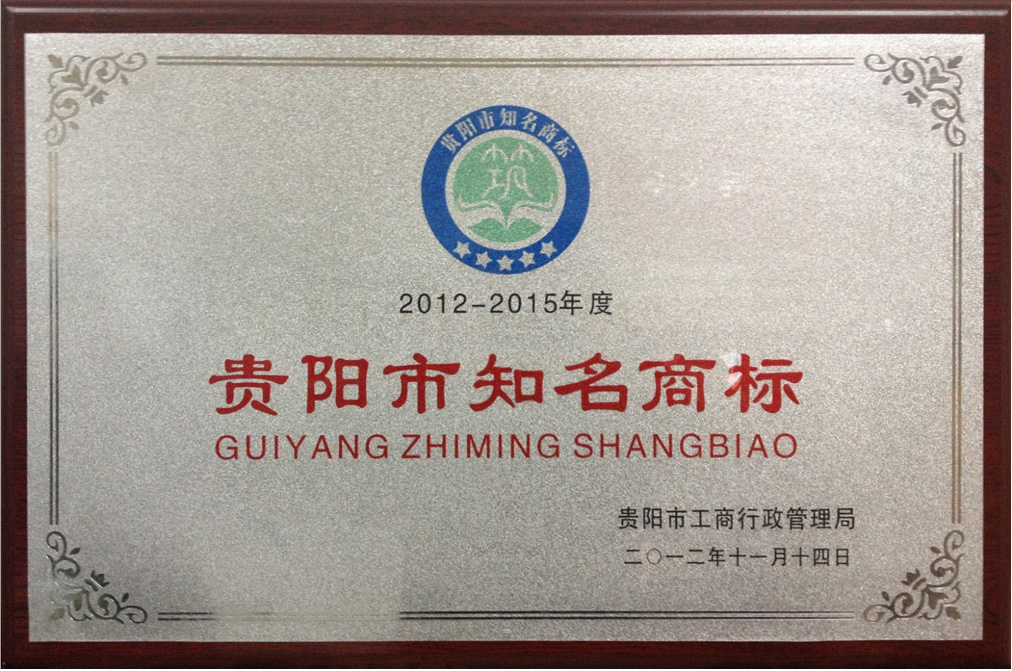 贵阳市知名商标
筑
2012-2015年度
贵阳市知名商标
GUIYANG ZHIMING SHANGBIAO
贵阳市工商行政管理局
二〇一二年十一月十四日